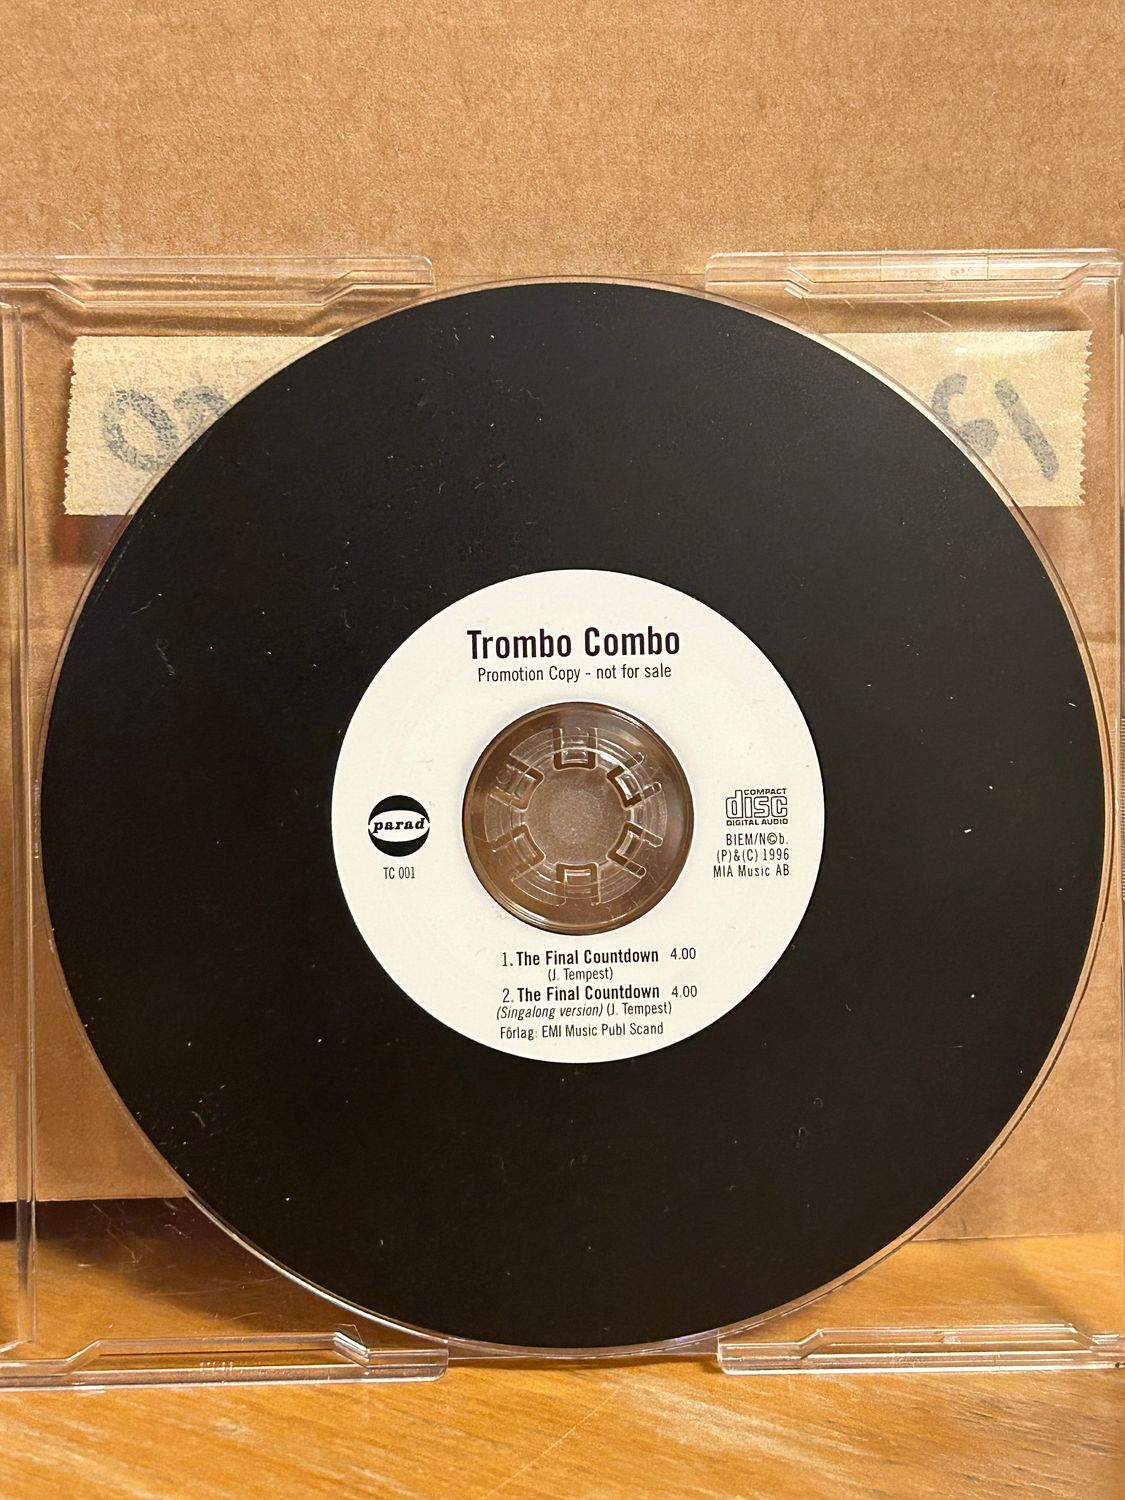 Trombo Combo
Promotion Copy - not for sale
parad
TC 001
COMPACT
disc
DIGITAL AUDIO
BIEM/N©b.
(P)&(C) 1996
MIA Music AB
1. The Final Countdown 4.00
(J. Tempest)
2. The Final Countdown 4.00
(Singalong version) (J. Tempest)
Förlag: EMI Music Publ Scand